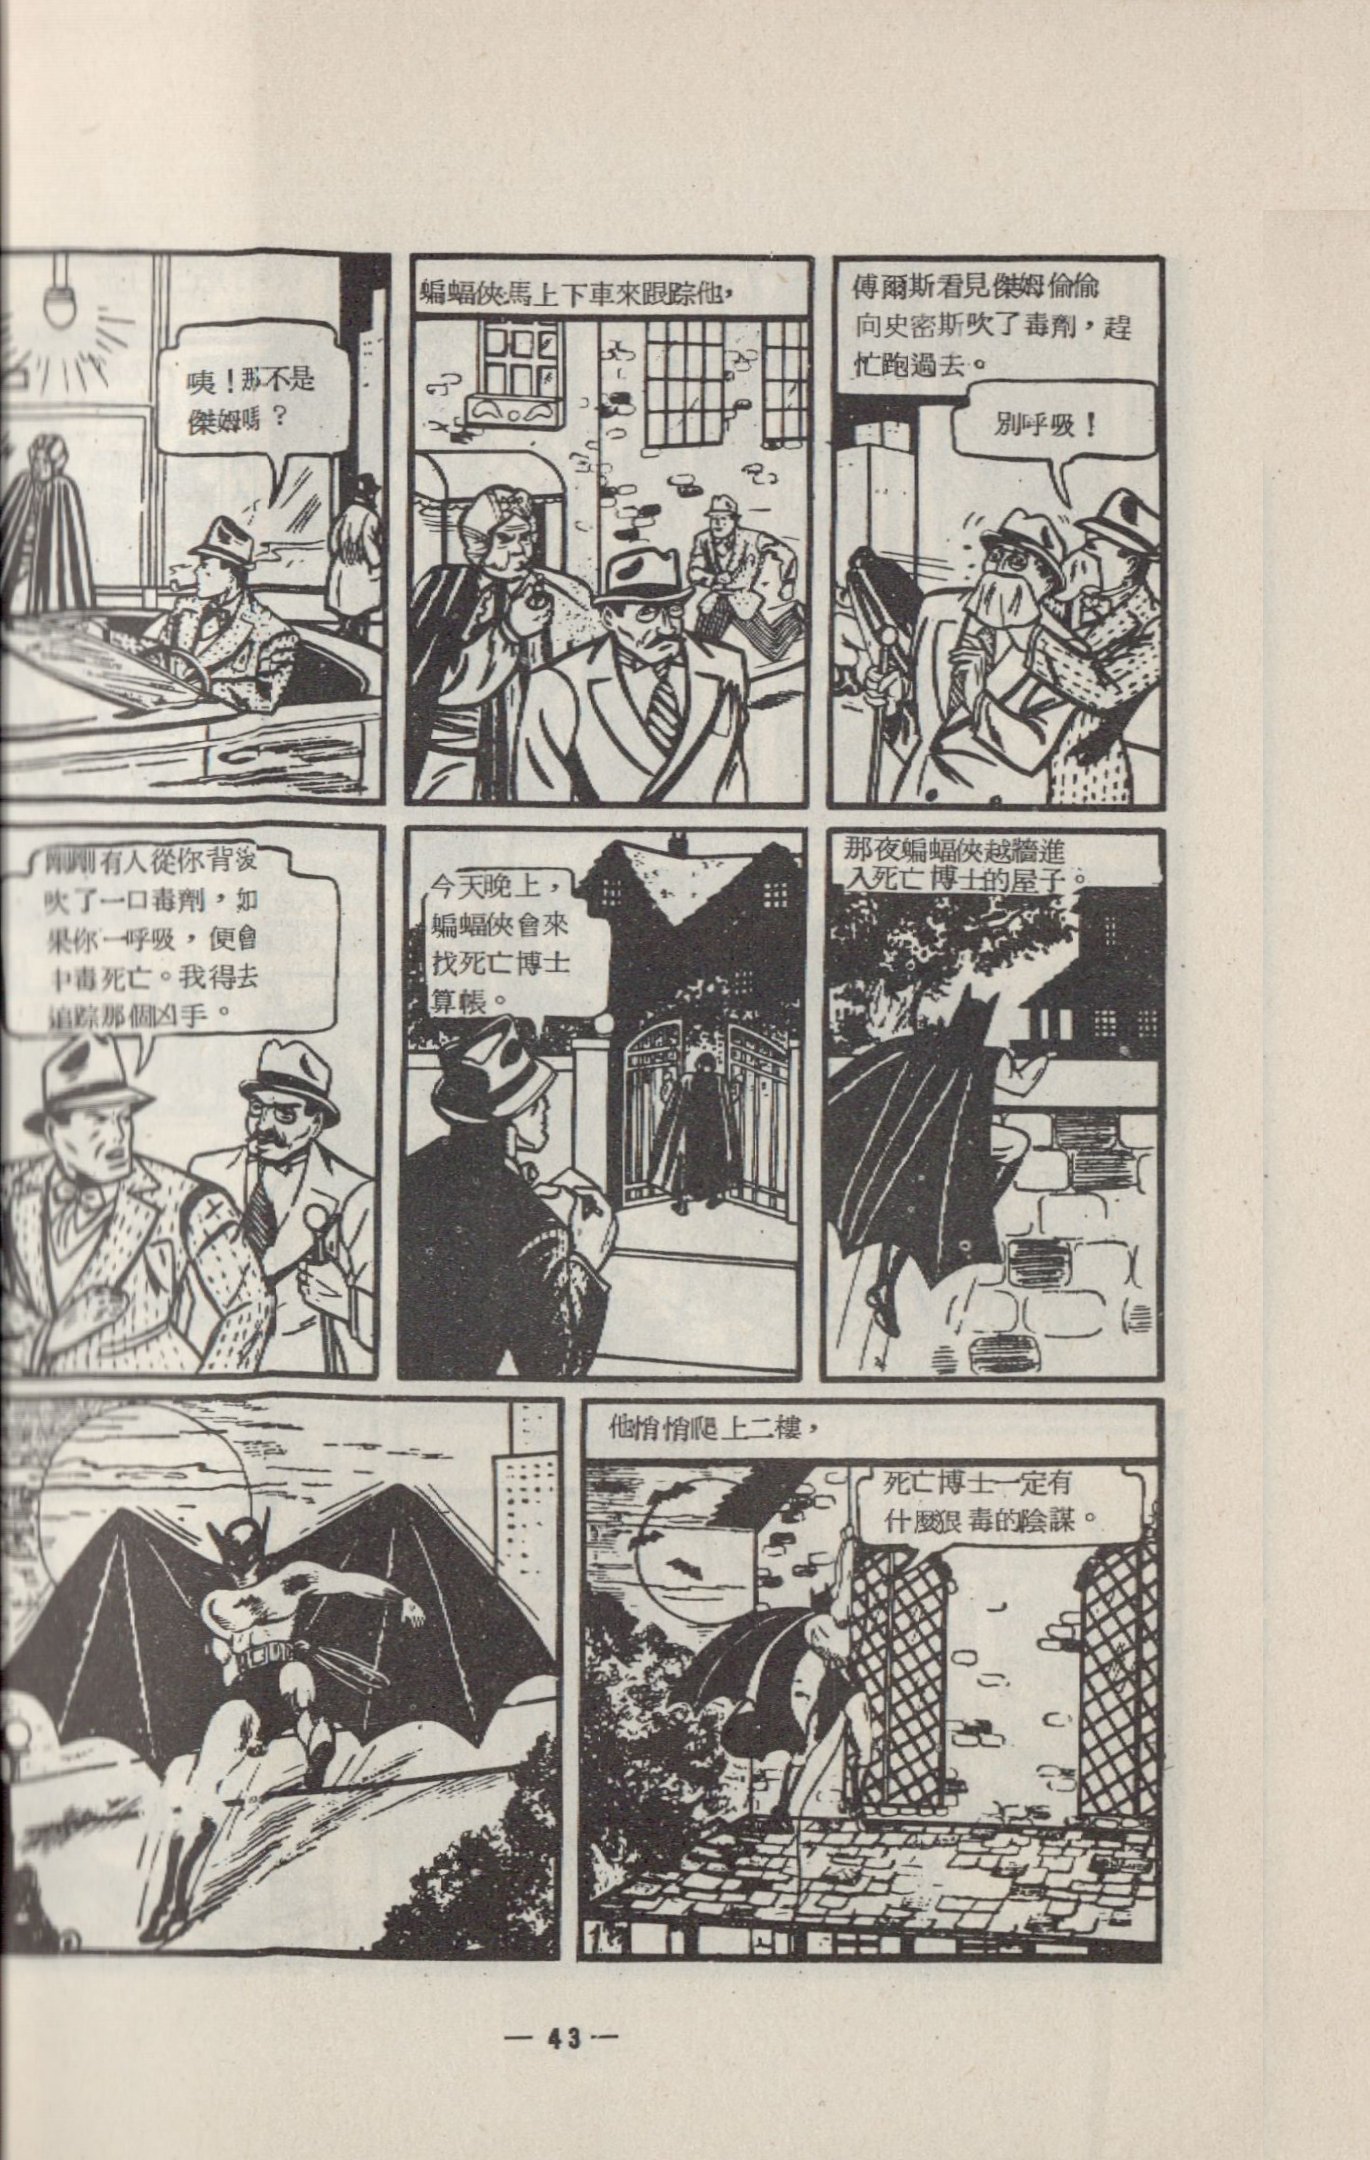 咦！那不是
傑姆嗎？
蝙蝠俠馬上下車來跟踪他，
傅爾斯看見傑姆偷偷
向史密斯吹了毒劑，趕
忙跑過去。
別呼吸！
剛剛有人從你背後
吹了一口毒劑，如
果你一呼吸，便會
中毒死亡。我得去
追踪那個凶手。
今天晚上，
蝙蝠俠會來
找死亡博士
算帳。
那夜蝙蝠俠越牆進
入死亡博士的屋子。
他悄悄爬上二樓，
死亡博士一定有
什麼狠毒的陰謀。
— 43 —